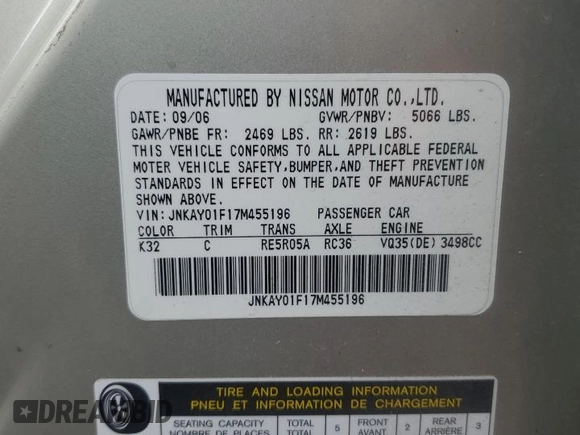 MANUFACTURED BY NISSAN MOTOR CO.,LTD.
DATE: 09/06 GVWR/PNBV: 5066 LBS.
GAWR/PNBE FR: 2469 LBS. RR: 2619 LBS.
THIS VEHICLE CONFORMS TO ALL APPLICABLE FEDERAL
MOTOR VEHICLE SAFETY,BUMPER,AND THEFT PREVENTION
STANDARDS IN EFFECT ON THE DATE OF MANUFACTURE
SHOWN ABOVE.
VIN: JNKAY01F17M455196 PASSENGER CAR
COLOR TRIM TRANS AXLE ENGINE
K32 C RE5R05A RC36 VQ35(DE) 3498CC
JNKAY01F17M455196
TIRE AND LOADING INFORMATION
PNEU ET INFORMATION DE CHARGEMENT
SEATING CAPACITY TOTAL 5 FRONT 2 REAR 3
NOMBRE DE PLACES TOTAL AVANT ARRIÈRE
DREAMBID